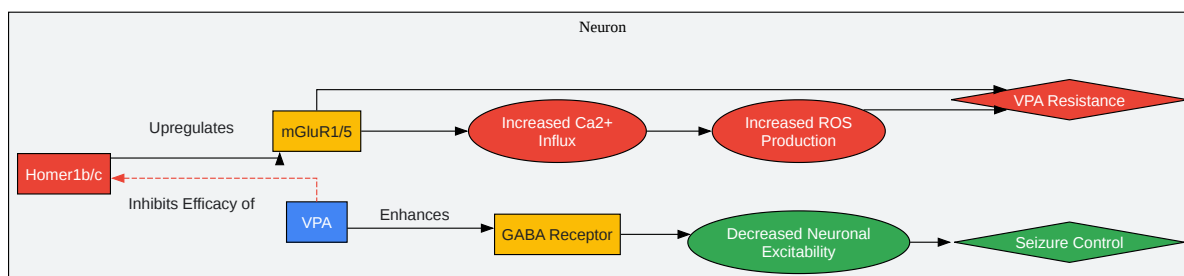 Neuron
VPA Resistance
Upregulates
mGluR1/5
Increased Ca2+
Influx
Increased ROS
Production
Homer1b/c
Inhibits Efficacy of
VPA
Enhances
GABA Receptor
Decreased Neuronal
Excitability
Seizure Control